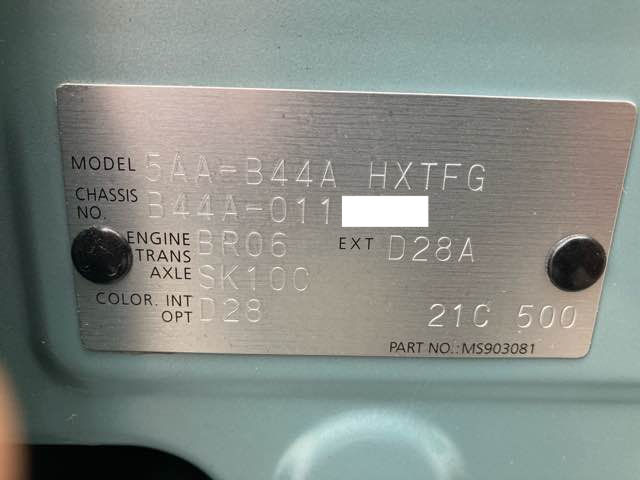 MODEL 5AA-B44A HXTFG
CHASSIS NO. B44A-011
ENGINE BR06 EXT D28A
TRANS AXLE SK10C
COLOR. INT
OPT D28 21C 500
PART NO.:MS903081